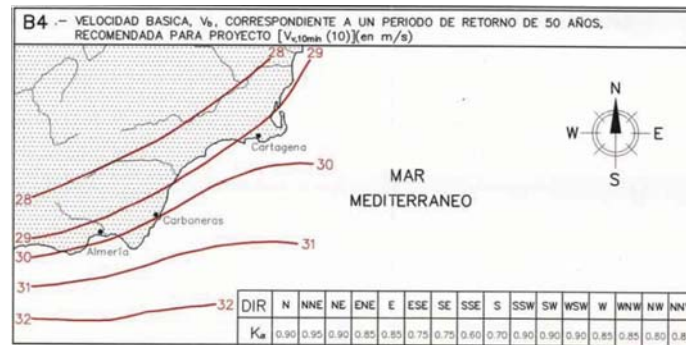 B4 .- VELOCIDAD BASICA, Vb, CORRESPONDIENTE A UN PERIODO DE RETORNO DE 50 AÑOS,
RECOMENDADA PARA PROYECTO [Vv,10min (10)](en m/s)
28
29
N
W
E
S
Cartagena
30
MAR
MEDITERRANEO
28
Carboneras
29
Almería
30
31
31
32
32
DIR N NNE NE ENE E ESE SE SSE S SSW SW WSW W WNW NW
Ka 0.90 0.95 0.90 0.85 0.85 0.75 0.75 0.60 0.70 0.90 0.90 0.90 0.85 0.85 0.80